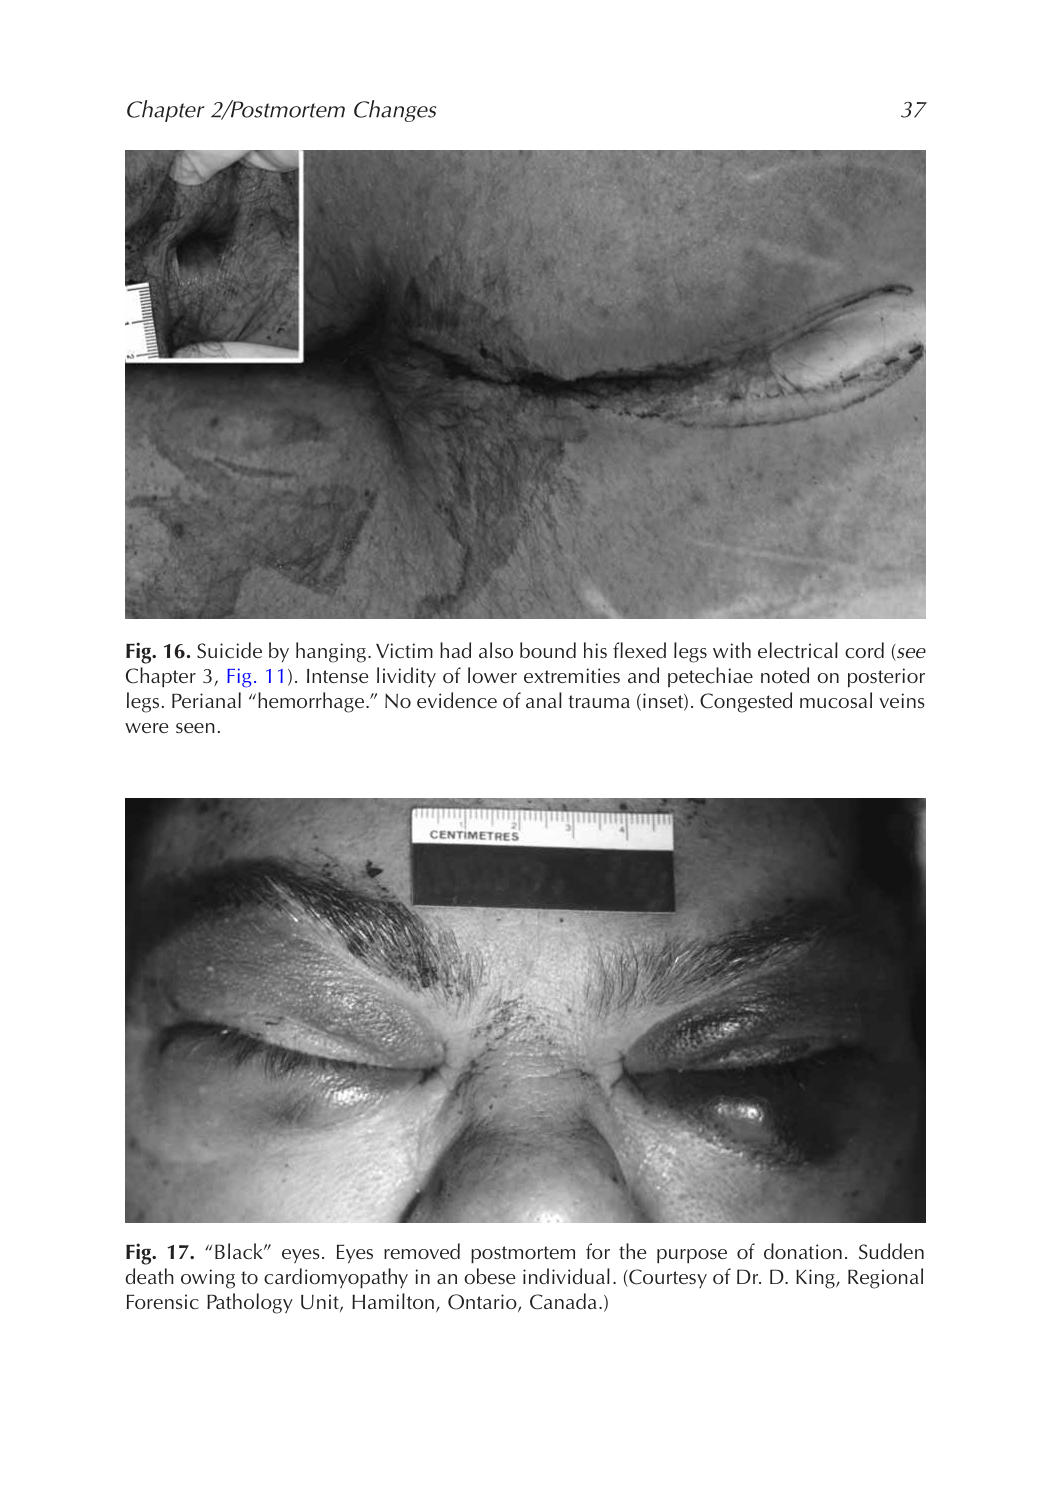 Chapter 2/Postmortem Changes 37
Fig. 16. Suicide by hanging. Victim had also bound his flexed legs with electrical cord (see
Chapter 3, Fig. 11). Intense lividity of lower extremities and petechiae noted on posterior
legs. Perianal “hemorrhage.” No evidence of anal trauma (inset). Congested mucosal veins
were seen.
1 2 3 4
CENTIMETRES
Fig. 17. “Black” eyes. Eyes removed postmortem for the purpose of donation. Sudden
death owing to cardiomyopathy in an obese individual. (Courtesy of Dr. D. King, Regional
Forensic Pathology Unit, Hamilton, Ontario, Canada.)